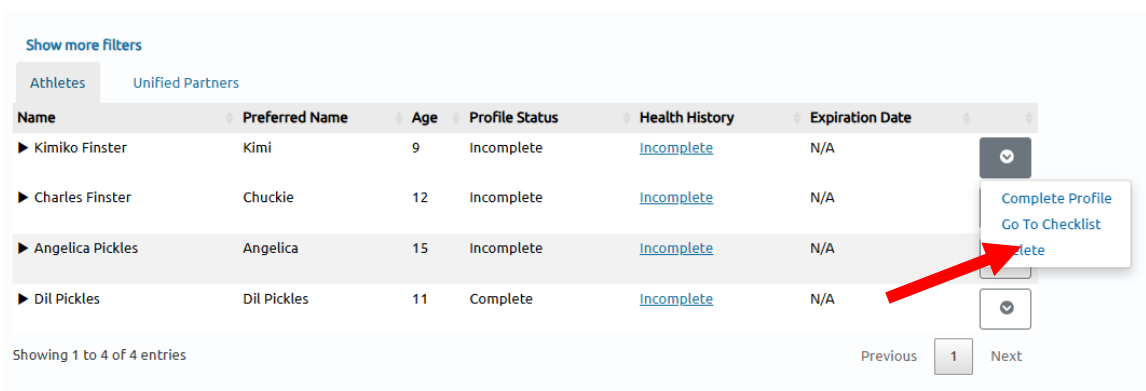 Show more filters
Athletes Unified Partners
Name Preferred Name Age Profile Status Health History Expiration Date
Kimiko Finster Kimi 9 Incomplete Incomplete N/A
Charles Finster Chuckie 12 Incomplete Incomplete N/A
Complete Profile
Go To Checklist
Angelica Pickles Angelica 15 Incomplete Incomplete N/A
Dil Pickles Dil Pickles 11 Complete Incomplete N/A
Showing 1 to 4 of 4 entries Previous 1 Next